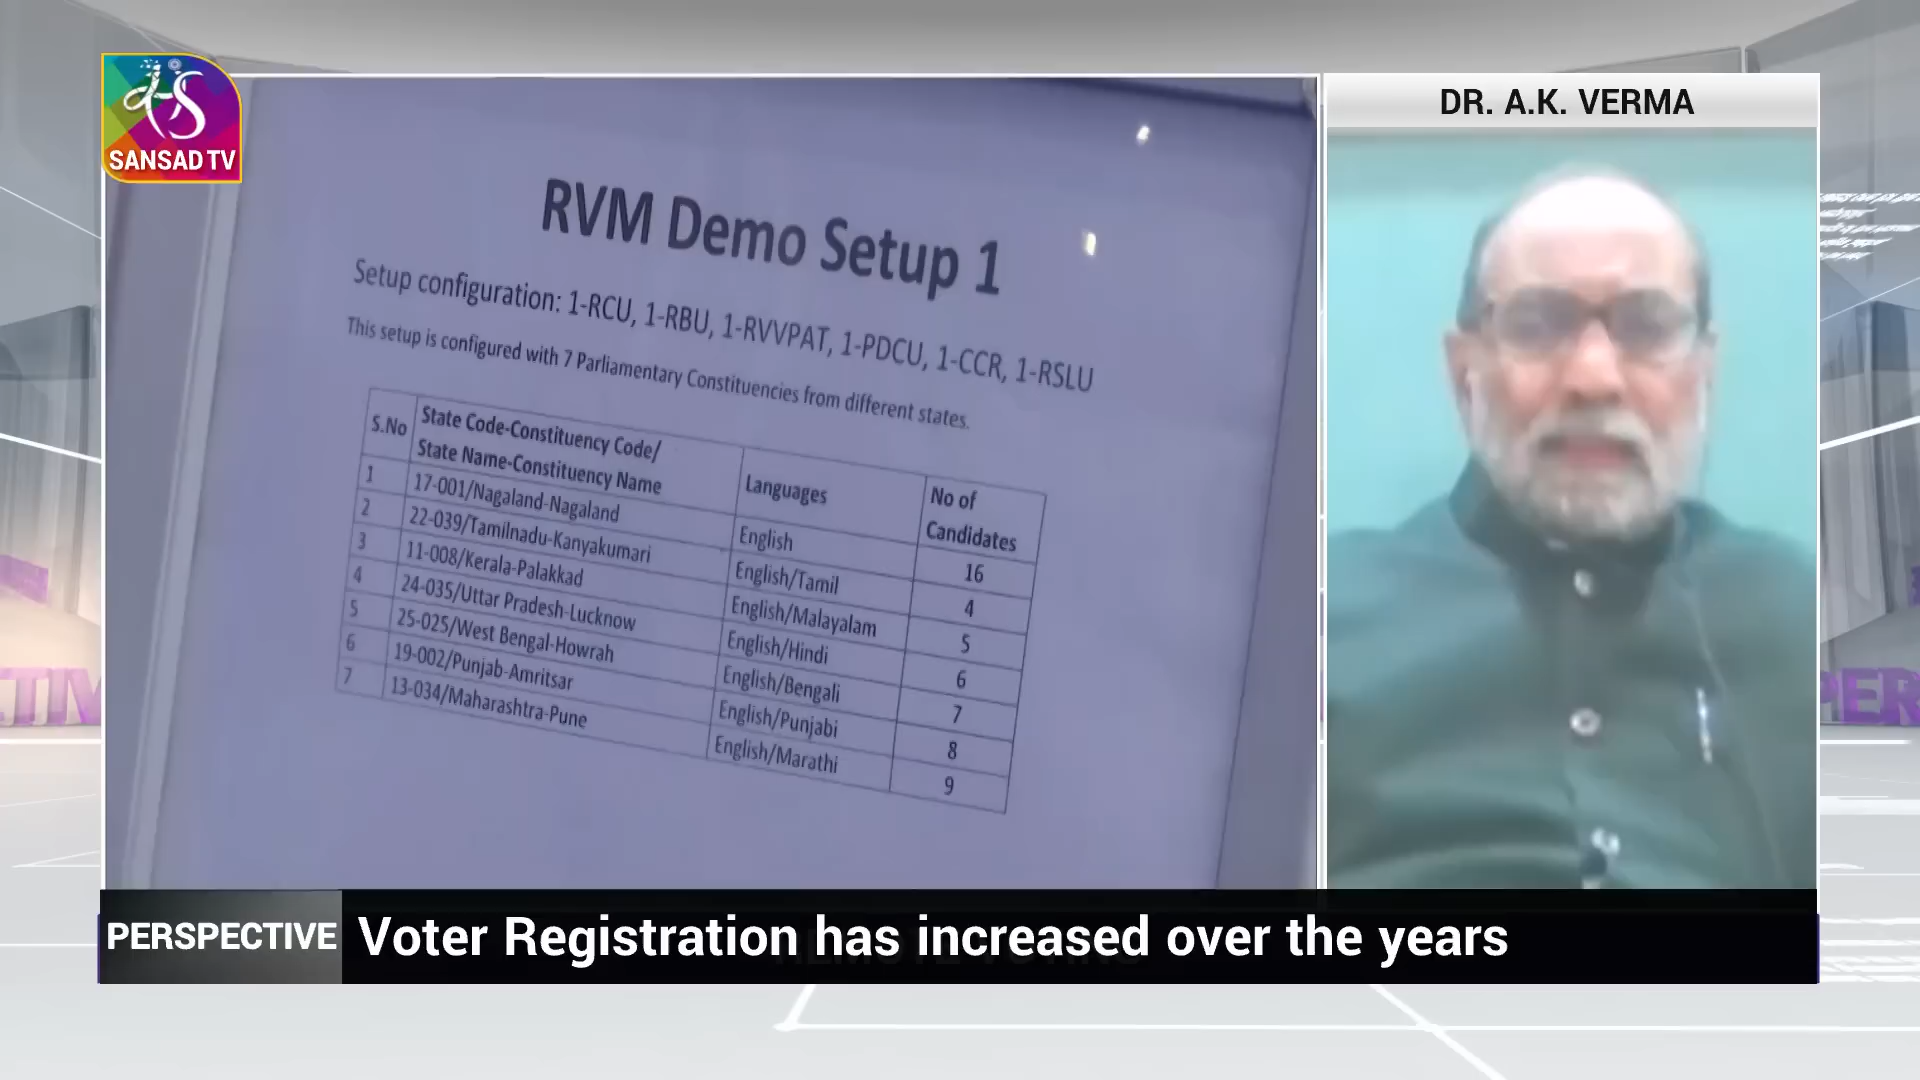 SANSAD TV
DR. A.K. VERMA
RVM Demo Setup 1
Setup configuration: 1-RCU, 1-RBU, 1-RVVPAT, 1-PDCU, 1-CCR, 1-RSLU
This setup is configured with 7 Parliamentary Constituencies from different states.
S.No State Code-Constituency Code/ State Name-Constituency Name Languages No of Candidates
1 17-001/Nagaland-Nagaland English 16
2 22-039/Tamilnadu-Kanyakumari English/Tamil 4
3 11-008/Kerala-Palakkad English/Malayalam 5
4 24-035/Uttar Pradesh-Lucknow English/Hindi 6
5 25-025/West Bengal-Howrah English/Bengali 7
6 19-002/Punjab-Amritsar English/Punjabi 8
7 13-034/Maharashtra-Pune English/Marathi 9
PERSPECTIVE Voter Registration has increased over the years